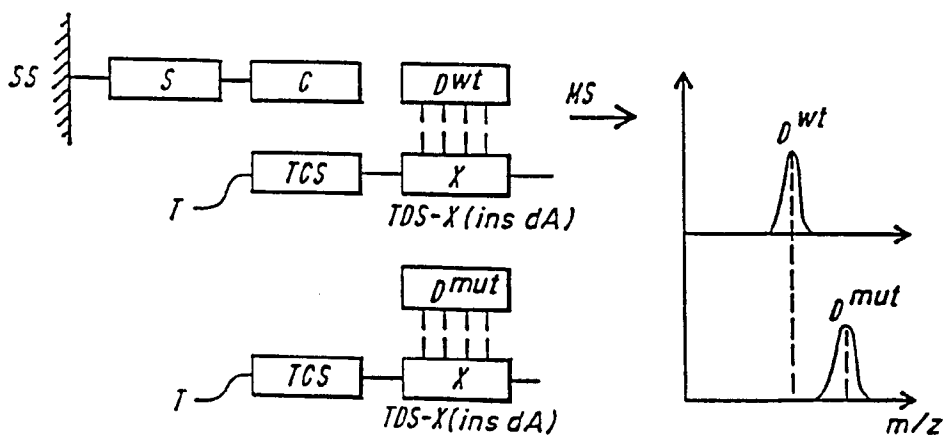 SS
S
C
D wt
MS
TCS
X
T
TDS-X (ins dA)
D mut
TCS
X
T
TDS-X (ins dA)
D wt
D mut
m/z